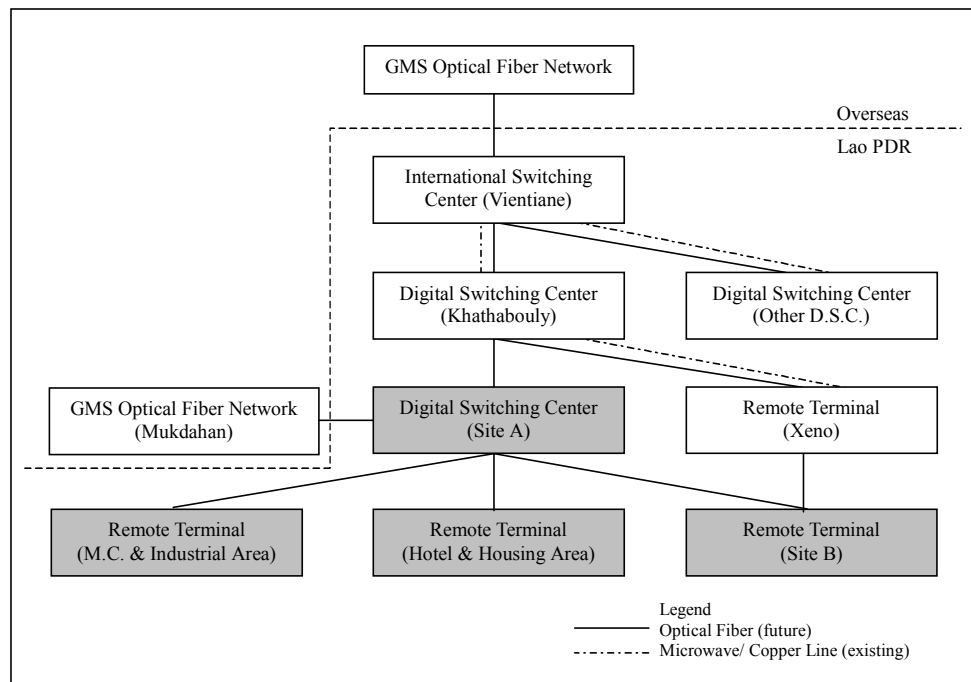 GMS Optical Fiber Network
Overseas
Lao PDR
International Switching
Center (Vientiane)
Digital Switching Center
(Khathabouly)
Digital Switching Center
(Other D.S.C.)
GMS Optical Fiber Network
(Mukdahan)
Digital Switching Center
(Site A)
Remote Terminal
(Xeno)
Remote Terminal
(M.C. & Industrial Area)
Remote Terminal
(Hotel & Housing Area)
Remote Terminal
(Site B)
Legend
Optical Fiber (future)
Microwave/ Copper Line (existing)